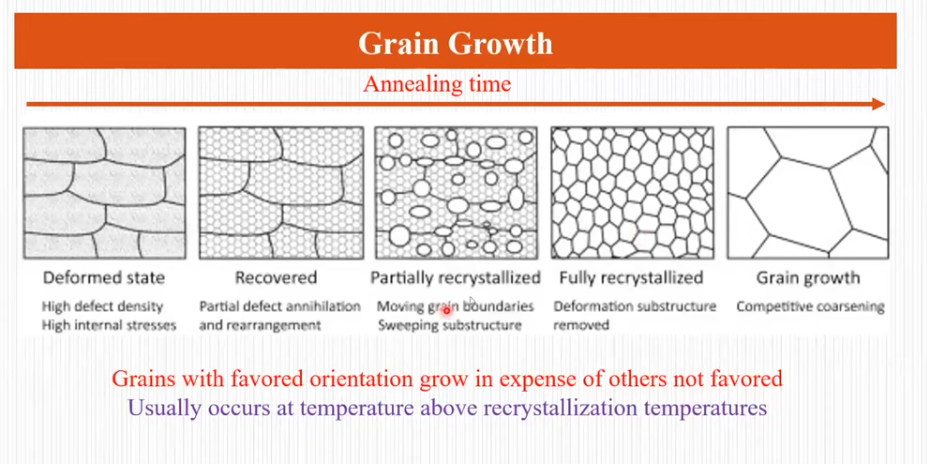 Grain Growth
Annealing time
Deformed state
High defect density
High internal stresses
Recovered
Partial defect annihilation
and rearrangement
Partially recrystallized
Moving grain boundaries
Sweeping substructure
Fully recrystallized
Deformation substructure
removed
Grain growth
Competitive coarsening
Grains with favored orientation grow in expense of others not favored
Usually occurs at temperature above recrystallization temperatures